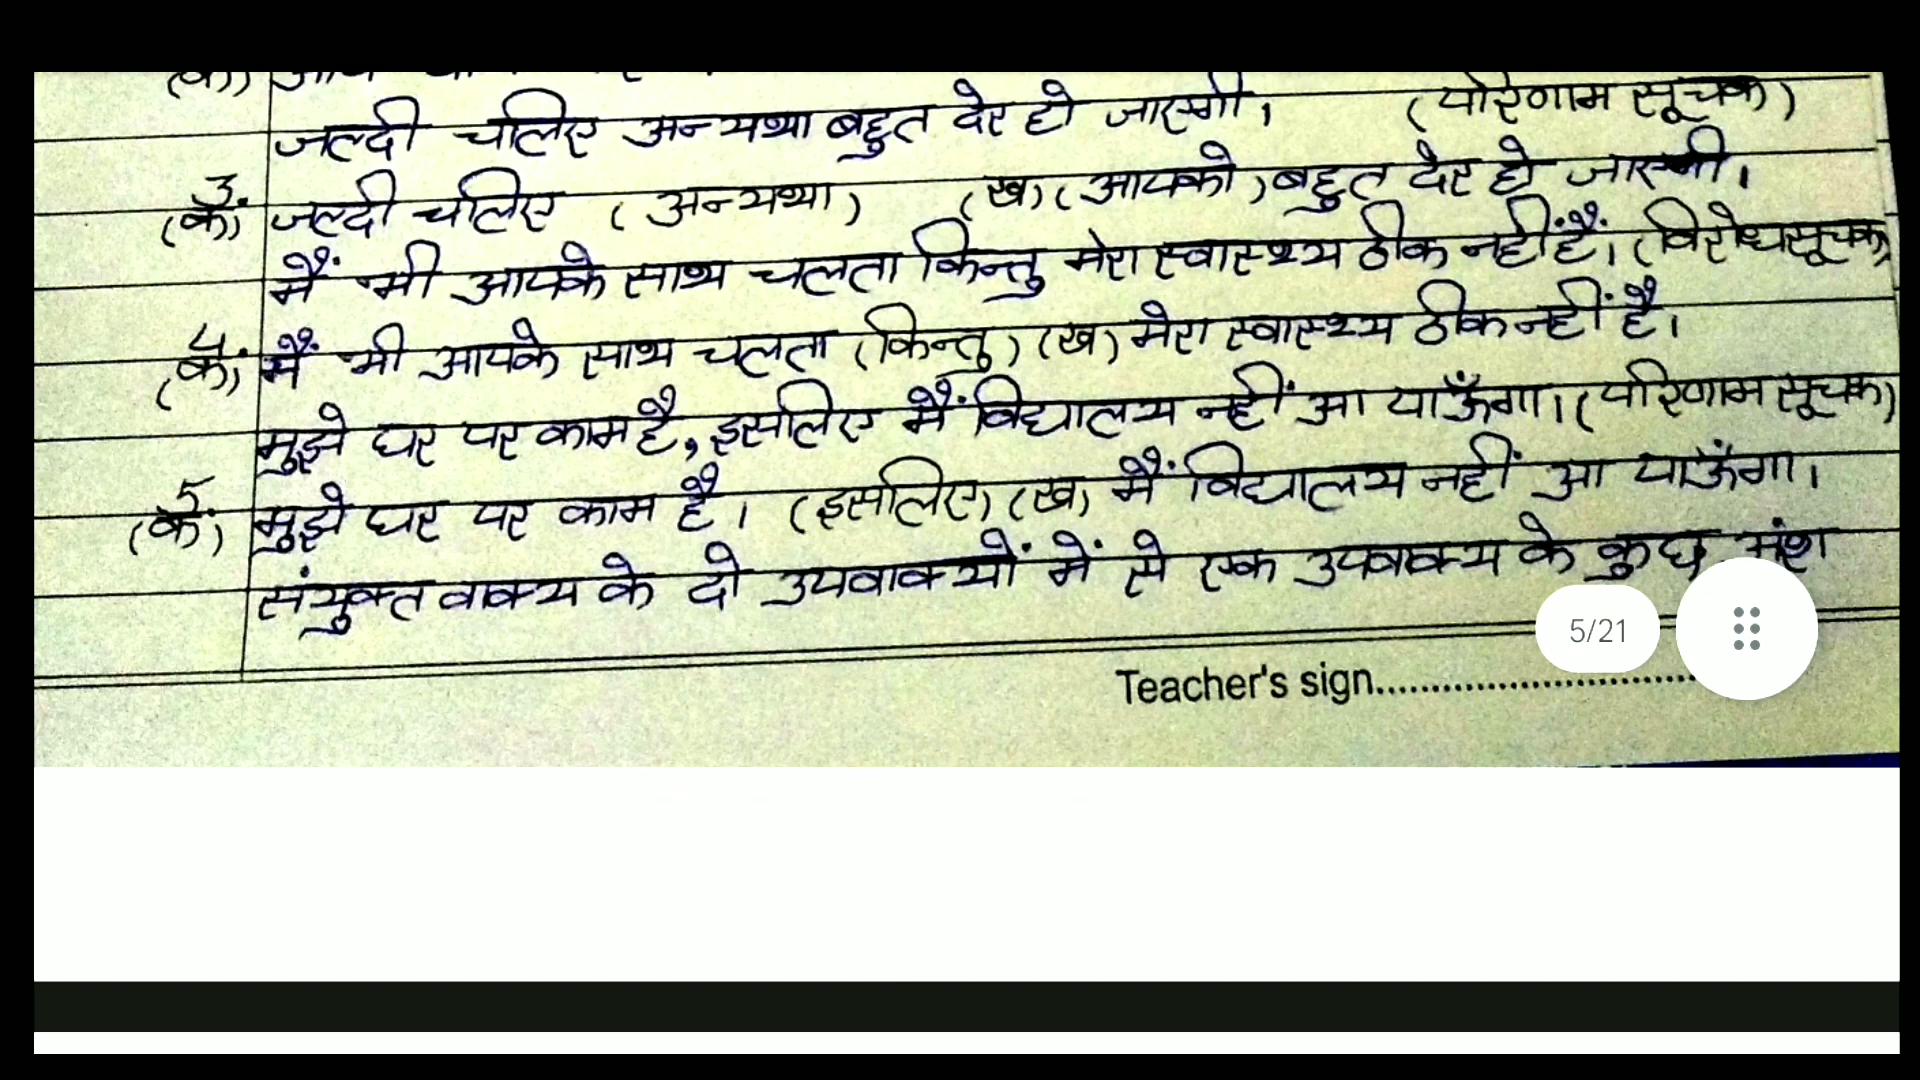 जल्दी चलिए अन्यथा बहुत देर हो जाएगी। (परिणाम सूचक)
3.
(क) जल्दी चलिए (अन्यथा) (ख) (आपको) बहुत देर हो जाएगी।
मैं भी आपके साथ चलता किन्तु मेरा स्वास्थ्य ठीक नहीं हैं। (विरोधसूचक)
4.
(क) मैं भी आपके साथ चलता (किन्तु) (ख) मेरा स्वास्थ्य ठीक नहीं है।
मुझे घर पर काम है, इसलिए मैं विद्यालय नहीं आ पाऊँगा। (परिणाम सूचक)
5.
(क) मुझे घर पर काम है। (इसलिए) (ख) मैं विद्यालय नहीं आ पाऊँगा।
संयुक्त वाक्य के दो उपवाक्यों में से एक उपवाक्य के कुछ अंश
5/21
Teacher's sign..............................